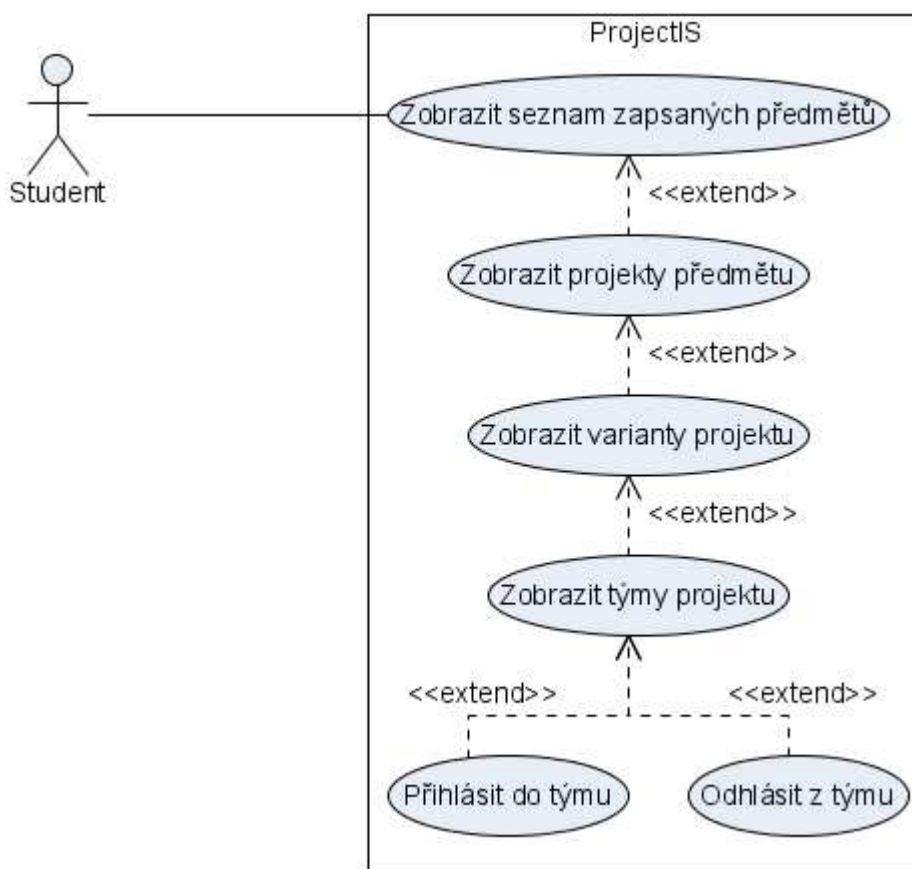 ProjectIS
Zobrazit seznam zapsaných předmětů
Student
<<extend>>
Zobrazit projekty předmětu
<<extend>>
Zobrazit varianty projektu
<<extend>>
Zobrazit týmy projektu
<<extend>>
<<extend>>
Přihlásit do týmu
Odhlásit z týmu